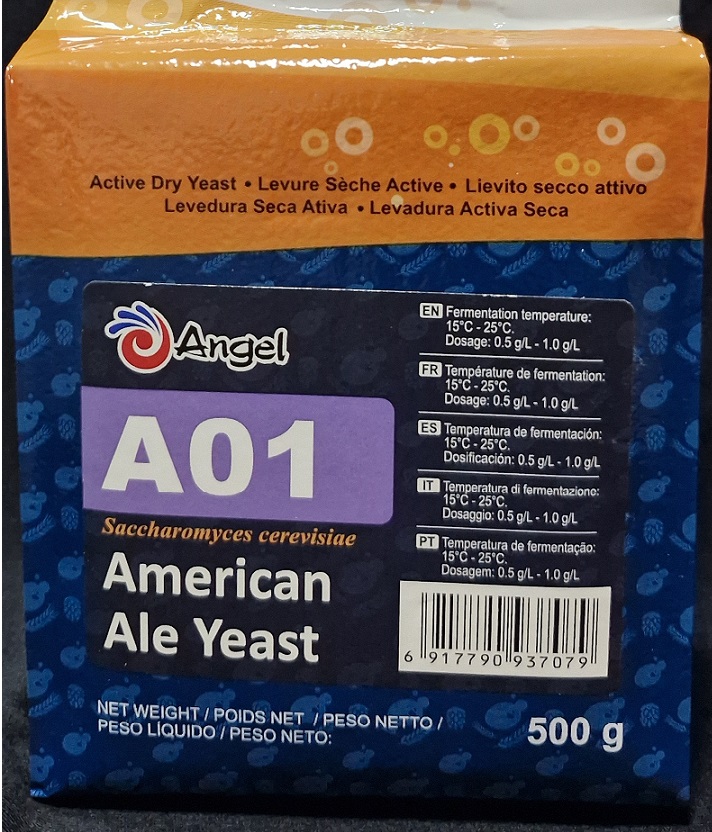 Active Dry Yeast • Levure Sèche Active • Lievito secco attivo
Levedura Seca Ativa • Levadura Activa Seca
Angel
A01
Saccharomyces cerevisiae
American
Ale Yeast
EN Fermentation temperature:
15°C - 25°C.
Dosage: 0.5 g/L - 1.0 g/L
FR Température de fermentation:
15°C - 25°C.
Dosage: 0.5 g/L - 1.0 g/L
ES Temperatura de fermentación:
15°C - 25°C.
Dosificación: 0.5 g/L - 1.0 g/L
IT Temperatura di fermentazione:
15°C - 25°C.
Dosaggio: 0.5 g/L - 1.0 g/L
PT Temperatura de fermentação:
15°C - 25°C.
Dosagem: 0.5 g/L - 1.0 g/L
6 917790 937079
NET WEIGHT / POIDS NET / PESO NETTO /
PESO LÍQUIDO / PESO NETO:
500 g